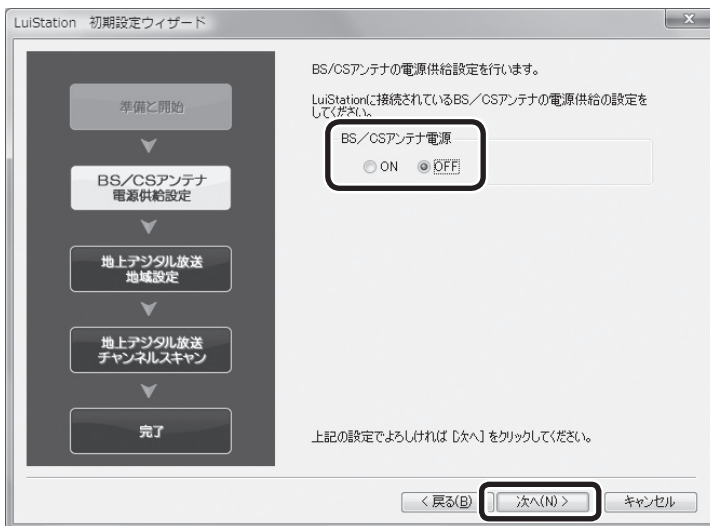 LuiStation 初期設定ウィザード
準備と開始
BS/CSアンテナ
電源供給設定
地上デジタル放送
地域設定
地上デジタル放送
チャンネルスキャン
完了
BS/CSアンテナの電源供給設定を行います。
LuiStationに接続されているBS/CSアンテナの電源供給の設定を
してください。
BS/CSアンテナ電源
ON OFF
上記の設定でよろしければ [次へ] をクリックしてください。
< 戻る(B) 次へ(N) > キャンセル